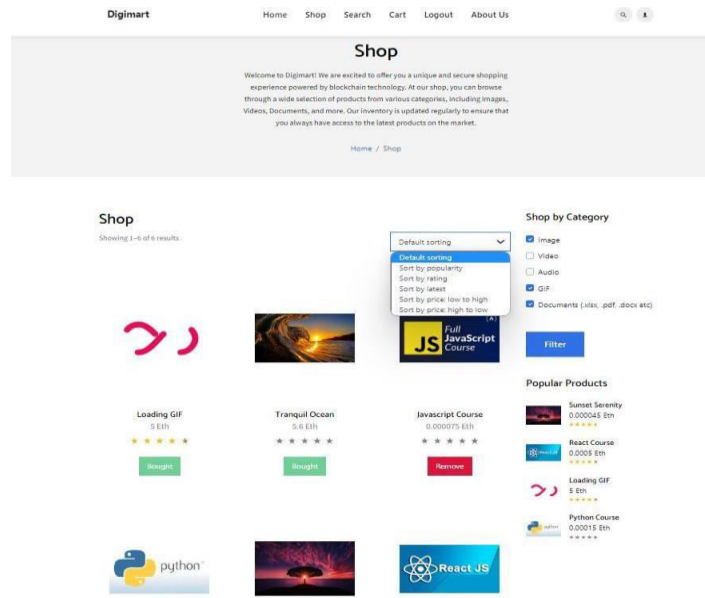 Digimart
Home Shop Search Cart Logout About Us
Shop
Welcome to Digimart! We are excited to offer you a unique and secure shopping
experience powered by blockchain technology. At our shop, you can browse
through a wide selection of products from various categories, including Images,
Videos, Documents, and more. Our inventory is updated regularly to ensure that
you always have access to the latest products on the market.
Home / Shop
Shop
Showing 1–6 of 6 results
Default sorting
Default sorting
Sort by popularity
Sort by rating
Sort by latest
Sort by price: low to high
Sort by price: high to low
JS
Full
JavaScript
Course
Loading GIF
5 Eth
Bought
Tranquil Ocean
5.6 Eth
Bought
Javascript Course
0.000075 Eth
Remove
python
React JS
Shop by Category
Image
Video
Audio
GIF
Documents (.xlsx, .pdf, .docx etc)
Filter
Popular Products
Sunset Serenity
0.000045 Eth
React Course
0.0005 Eth
Loading GIF
5 Eth
Python Course
0.00015 Eth